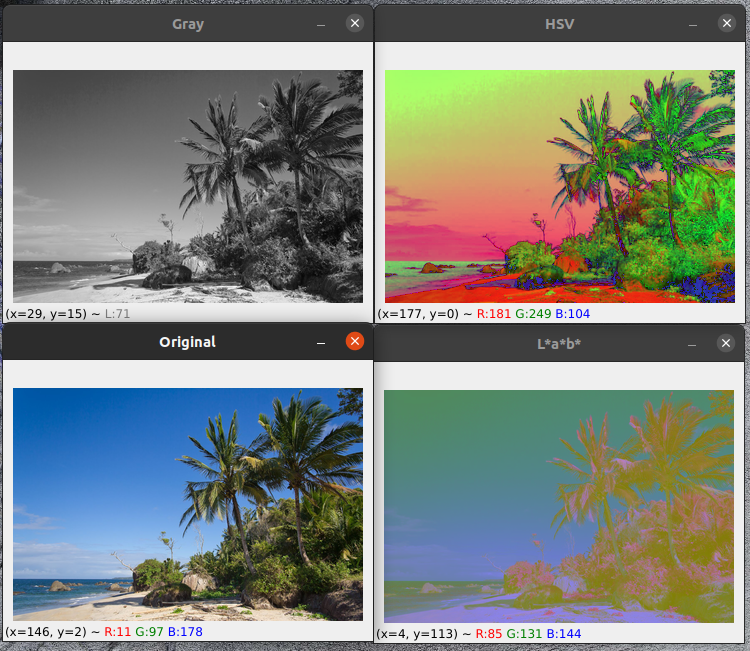 Gray
HSV
(x=29, y=15) ~ L:71
(x=177, y=0) ~ R:181 G:249 B:104
Original
L*a*b*
(x=146, y=2) ~ R:11 G:97 B:178
(x=4, y=113) ~ R:85 G:131 B:144